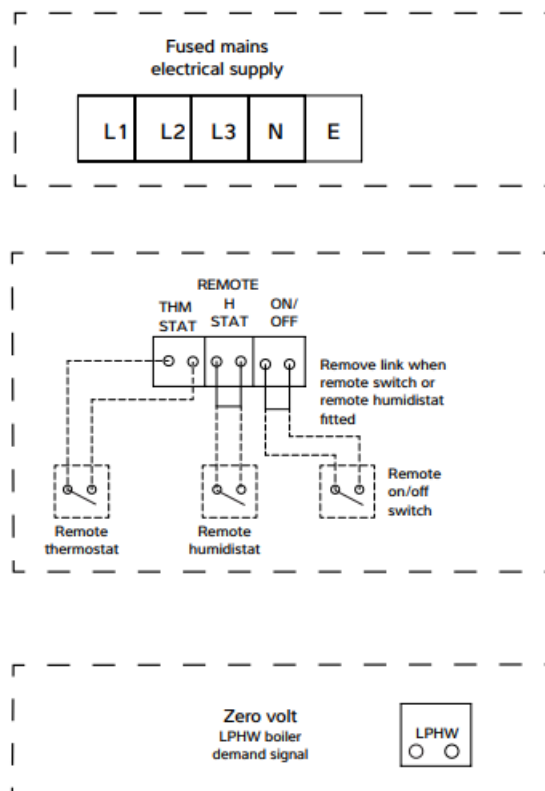 Fused mains
electrical supply
L1 L2 L3 N E
REMOTE
THM H ON/
STAT STAT OFF
Remove link when
remote switch or
remote humidistat
fitted
Remote
on/off
switch
Remote
thermostat
Remote
humidistat
Zero volt
LPHW boiler
demand signal
LPHW